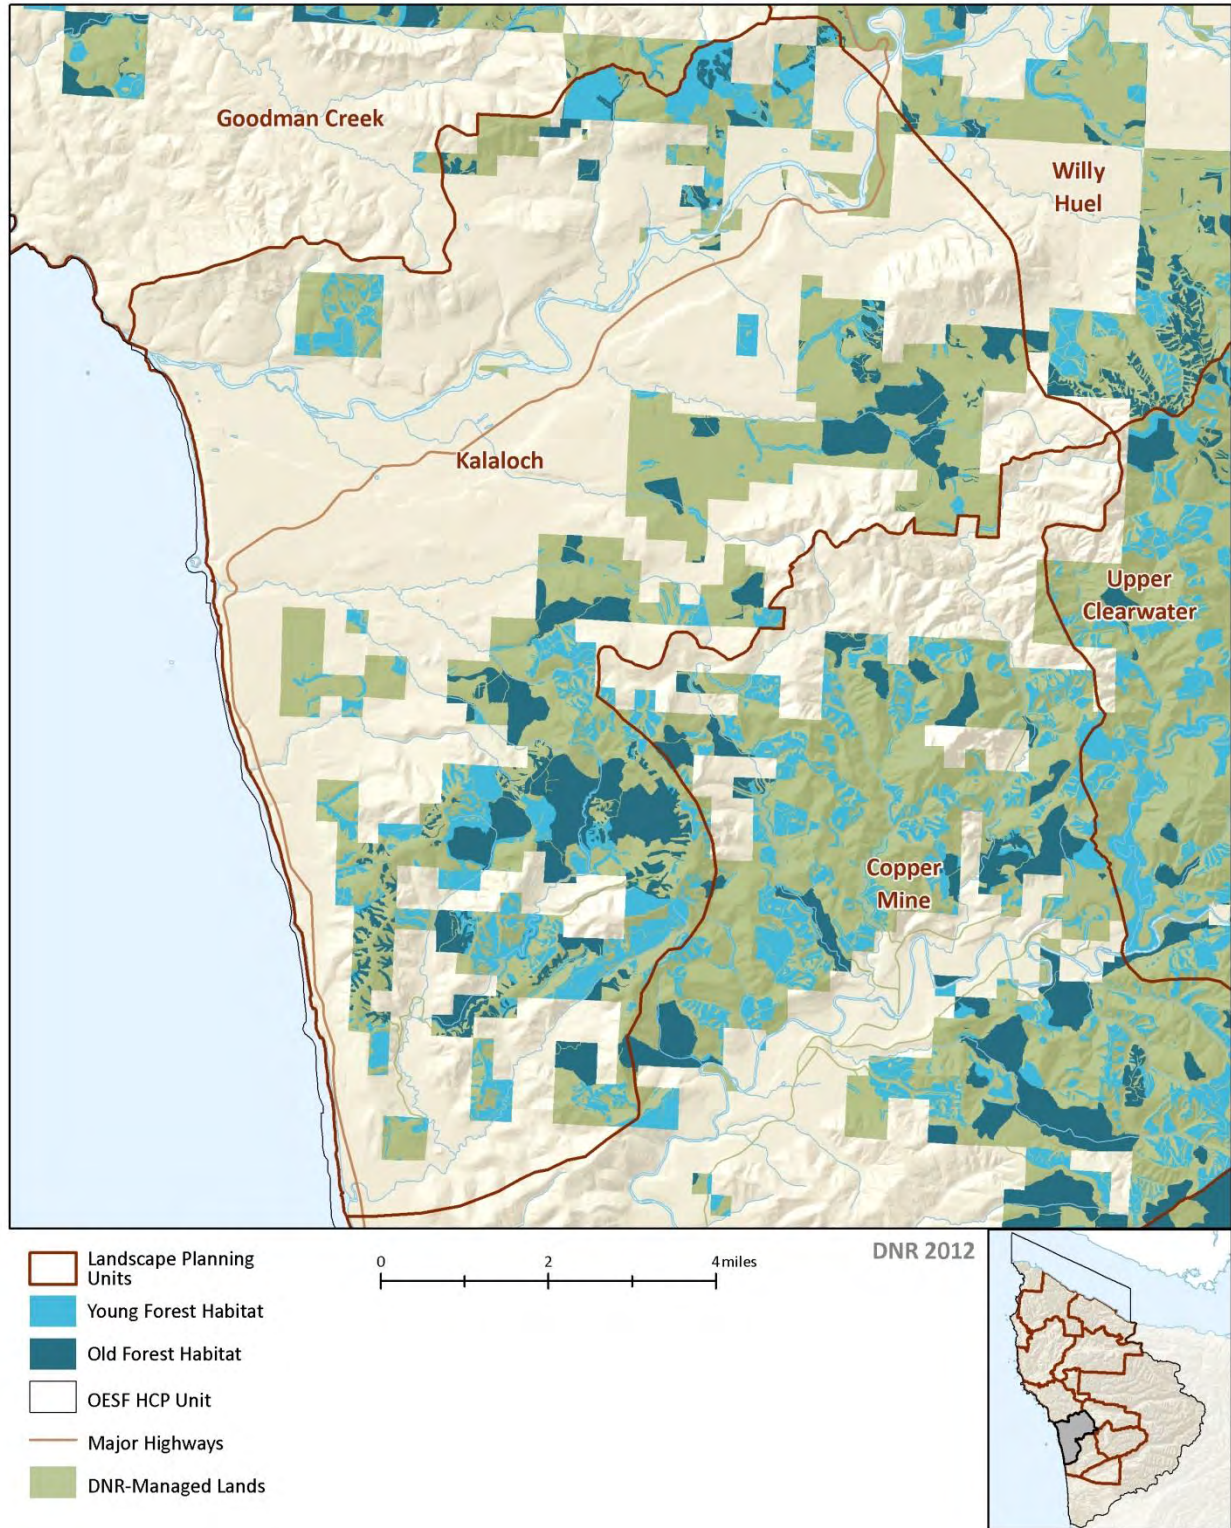 Goodman Creek
Willy
Huel
Kalaloch
Upper
Clearwater
Copper
Mine
Landscape Planning
Units
Young Forest Habitat
Old Forest Habitat
OESF HCP Unit
Major Highways
DNR-Managed Lands
0 2 4 miles
DNR 2012